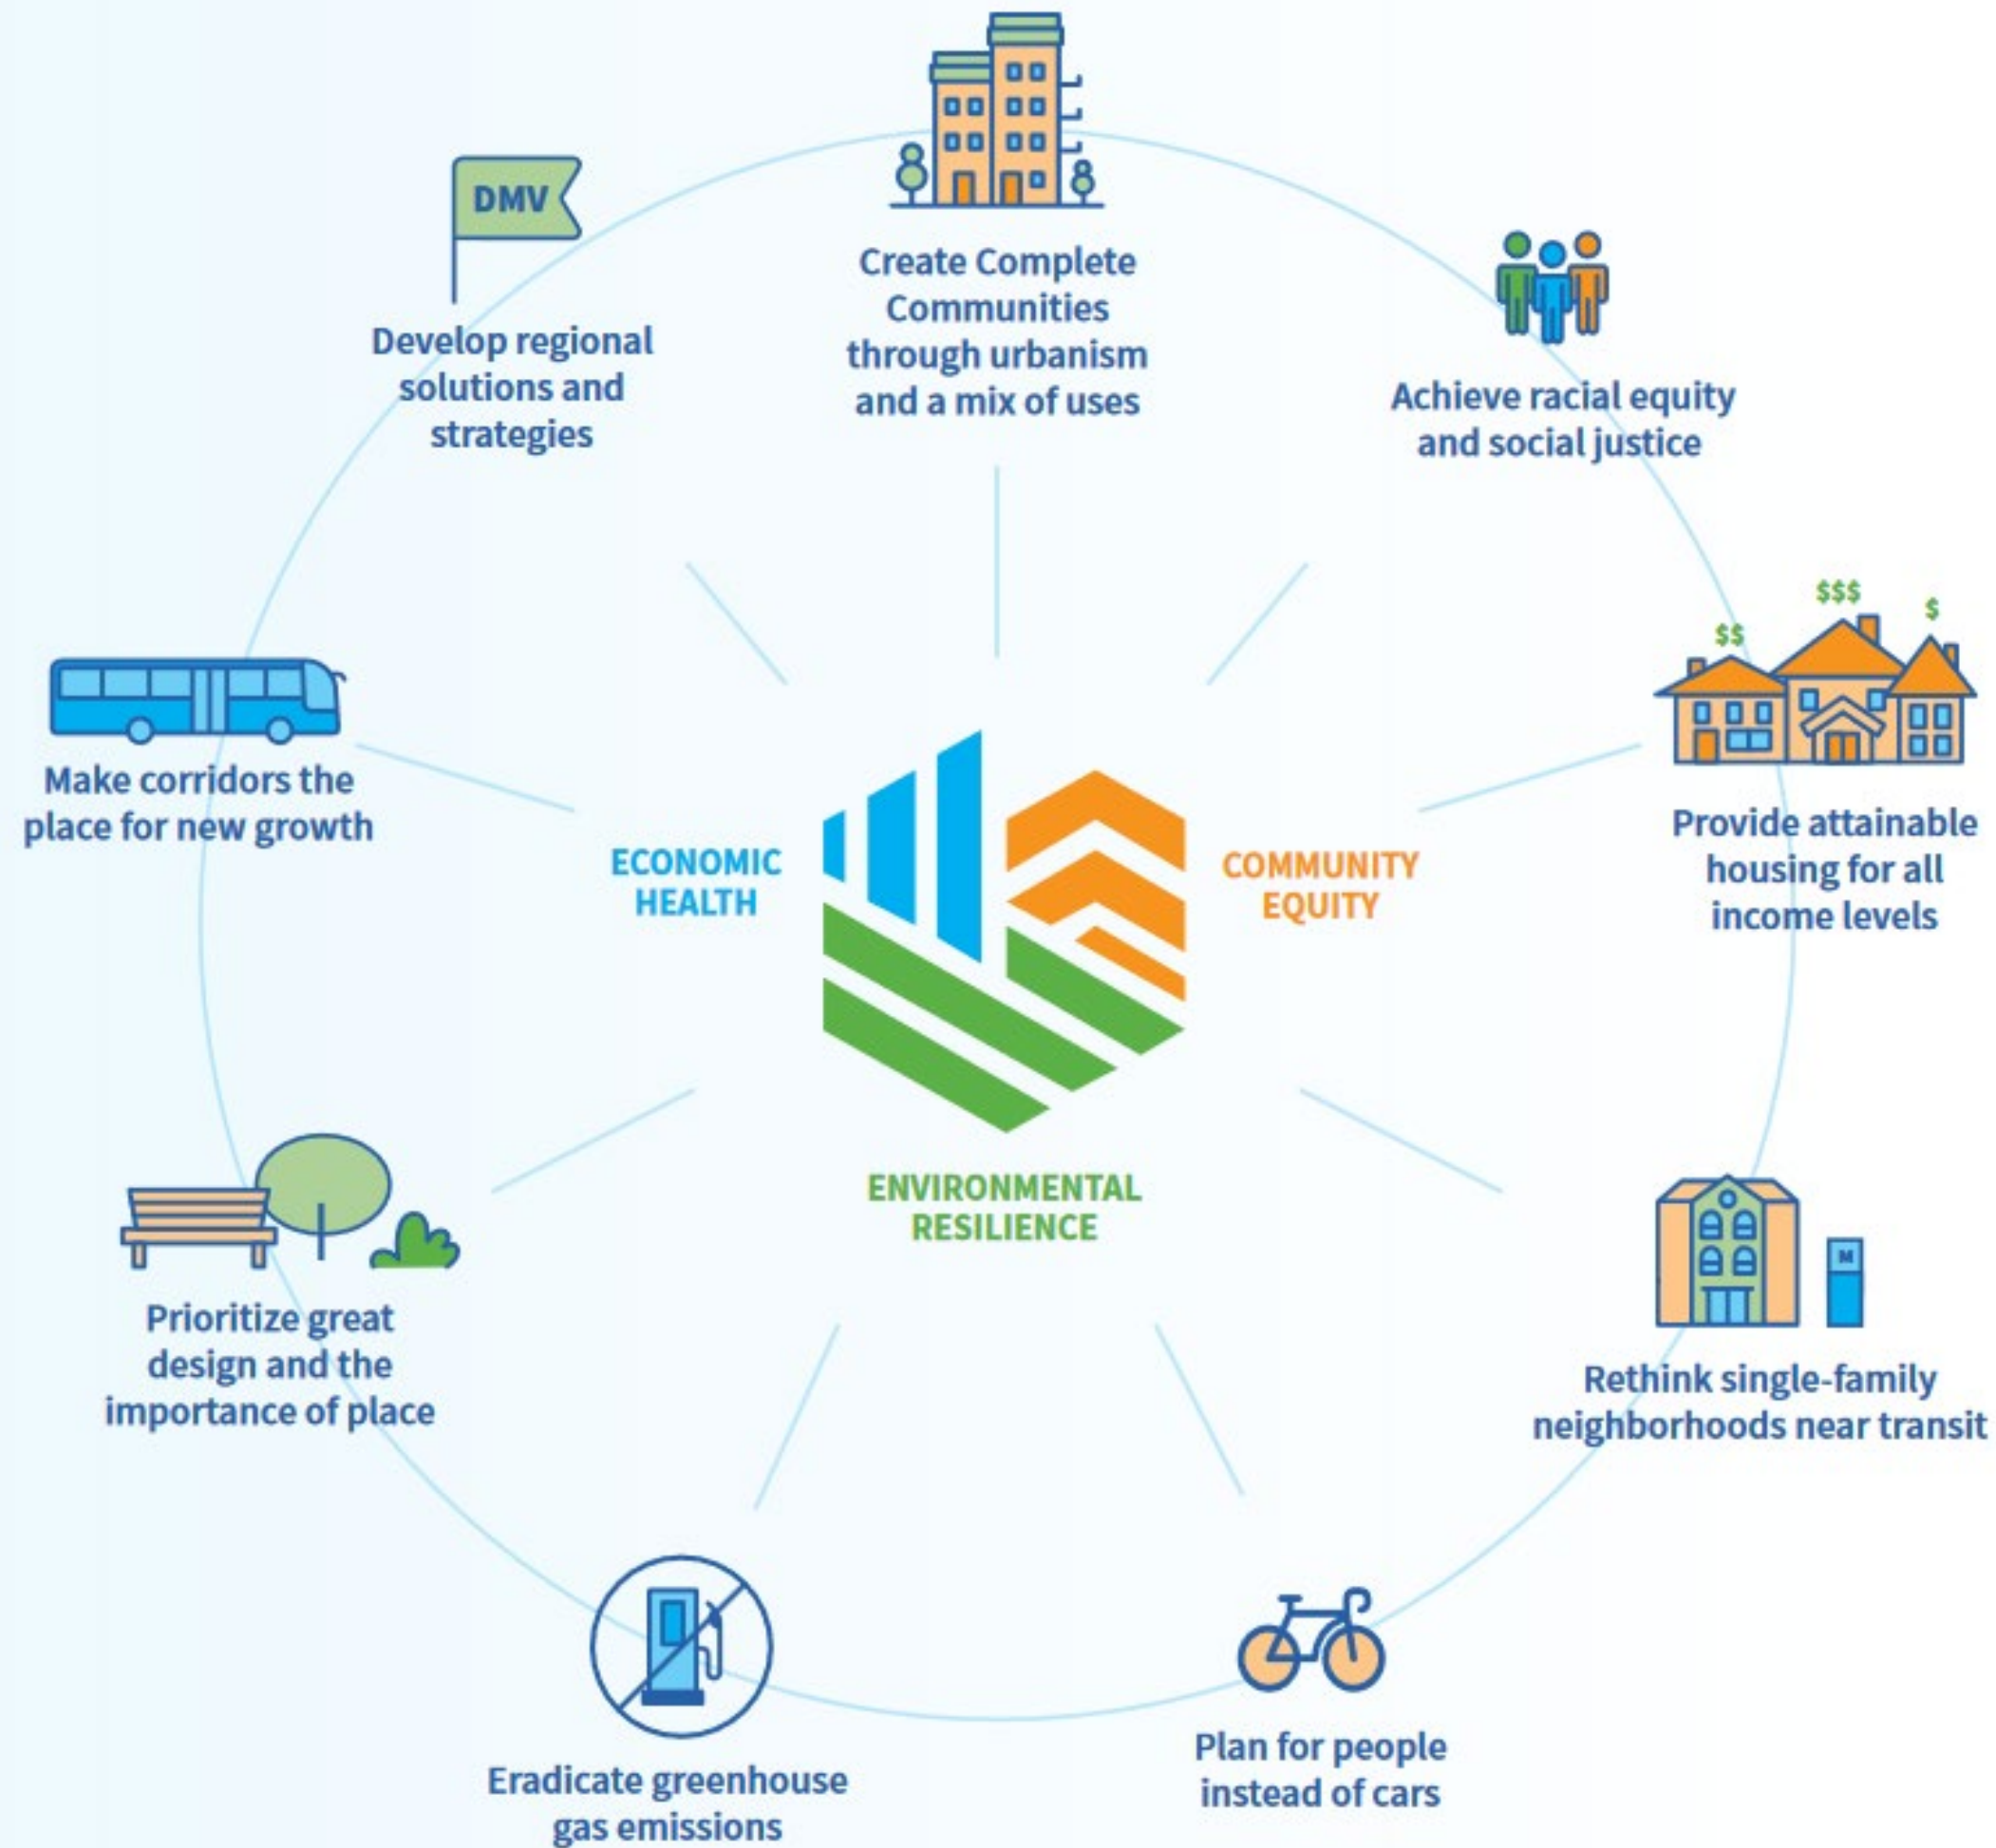 DMV
Develop regional
solutions and
strategies
Create Complete
Communities
through urbanism
and a mix of uses
Achieve racial equity
and social justice
$$
$$$
$
Provide attainable
housing for all
income levels
Make corridors the
place for new growth
ECONOMIC
HEALTH
COMMUNITY
EQUITY
ENVIRONMENTAL
RESILIENCE
M
Rethink single-family
neighborhoods near transit
Prioritize great
design and the
importance of place
Eradicate greenhouse
gas emissions
Plan for people
instead of cars